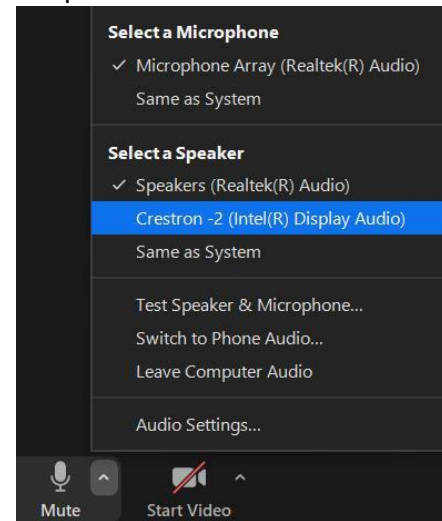 Select a Microphone
✓ Microphone Array (Realtek(R) Audio)
Same as System
Select a Speaker
✓ Speakers (Realtek(R) Audio)
Crestron -2 (Intel(R) Display Audio)
Same as System
Test Speaker & Microphone...
Switch to Phone Audio...
Leave Computer Audio
Audio Settings...
Mute Start Video